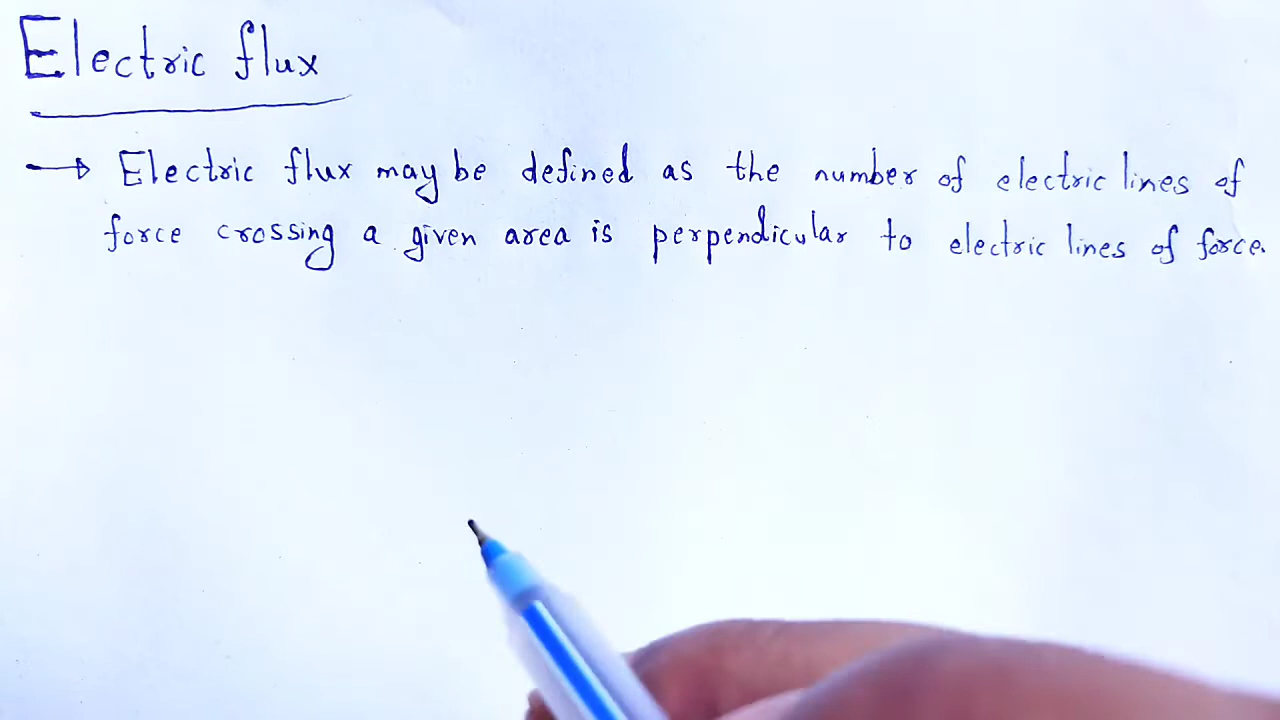 Electric flux
→ Electric flux may be defined as the number of electric lines of
force crossing a given area is perpendicular to electric lines of force.